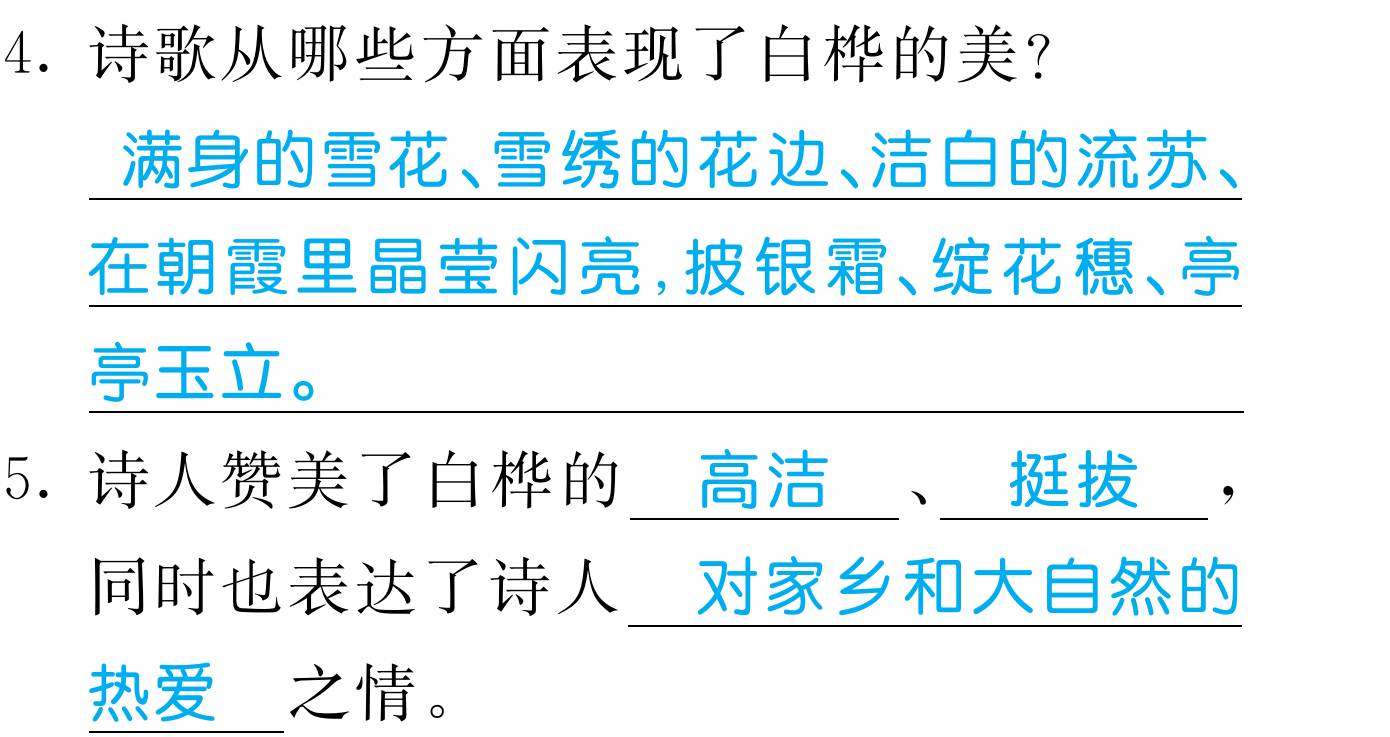 4. 诗歌从哪些方面表现了白桦的美?
满身的雪花、雪绣的花边、洁白的流苏、
在朝霞里晶莹闪亮,披银霜、绽花穗、亭
亭玉立。
5. 诗人赞美了白桦的 高洁 、 挺拔 ,
同时也表达了诗人 对家乡和大自然的
热爱 之情。